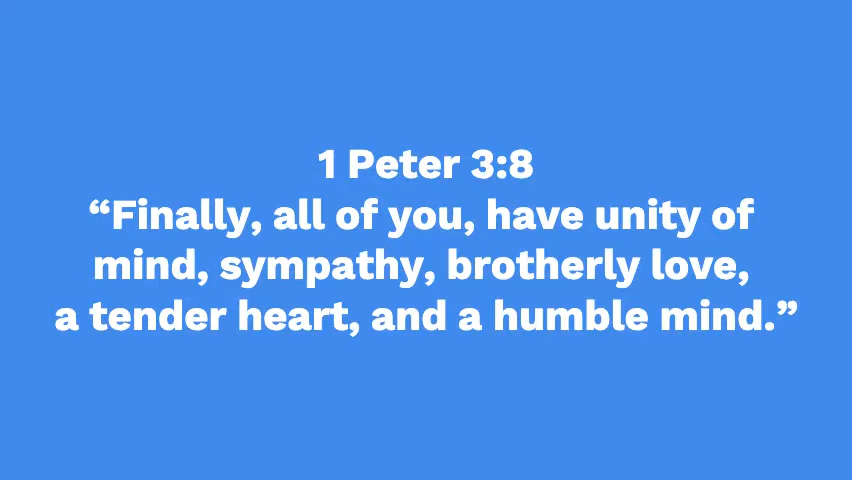 1 Peter 3:8
“Finally, all of you, have unity of
mind, sympathy, brotherly love,
a tender heart, and a humble mind.”